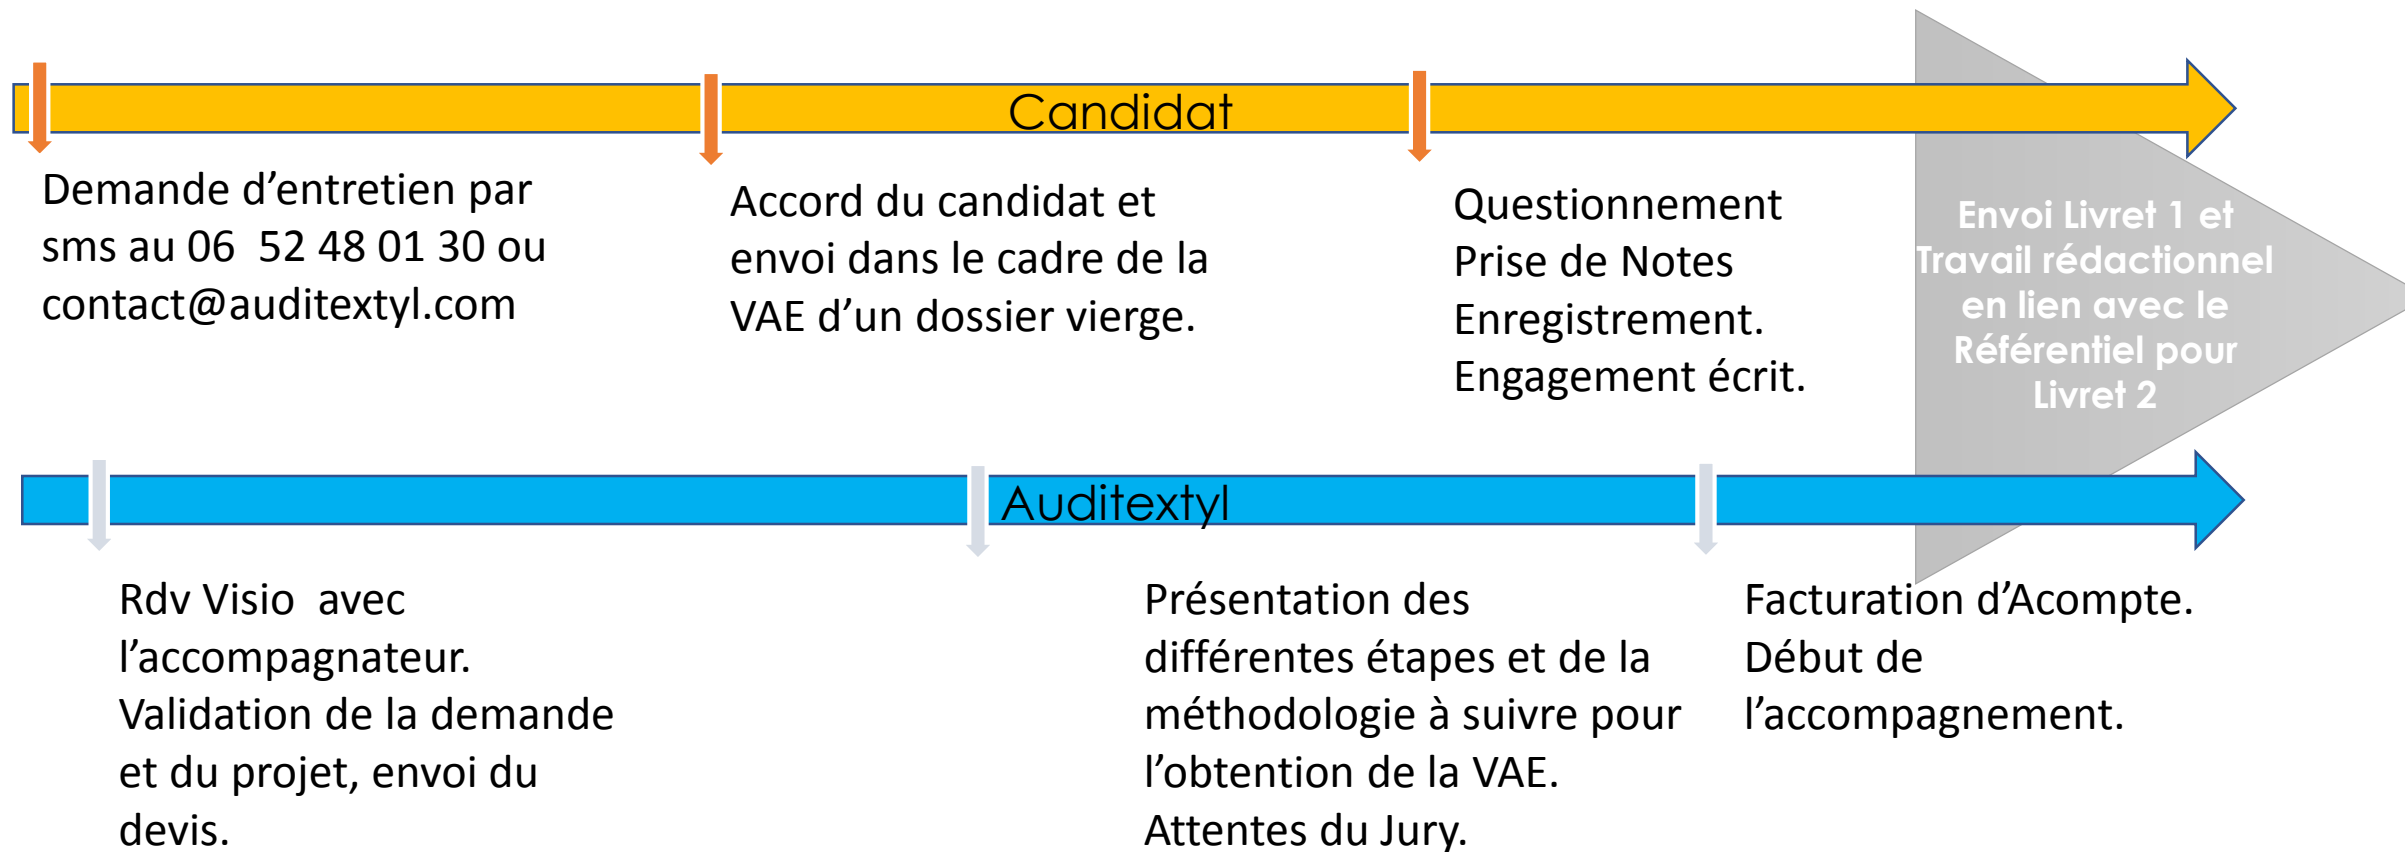 Candidat
Demande d’entretien par
sms au 06  52 48 01 30 ou
contact@auditextyl.com
Accord du candidat et
envoi dans le cadre de la
VAE d’un dossier vierge.
Questionnement
Prise de Notes
Enregistrement.
Engagement écrit.
Envoi Livret 1 et
Travail rédactionnel
en lien avec le
Référentiel pour
Livret 2
Auditextyl
Rdv Visio  avec
l’accompagnateur.
Validation de la demande
et du projet, envoi du
devis.
Présentation des
différentes étapes et de la
méthodologie à suivre pour
l’obtention de la VAE.
Attentes du Jury.
Facturation d’Acompte.
Début de
l’accompagnement.